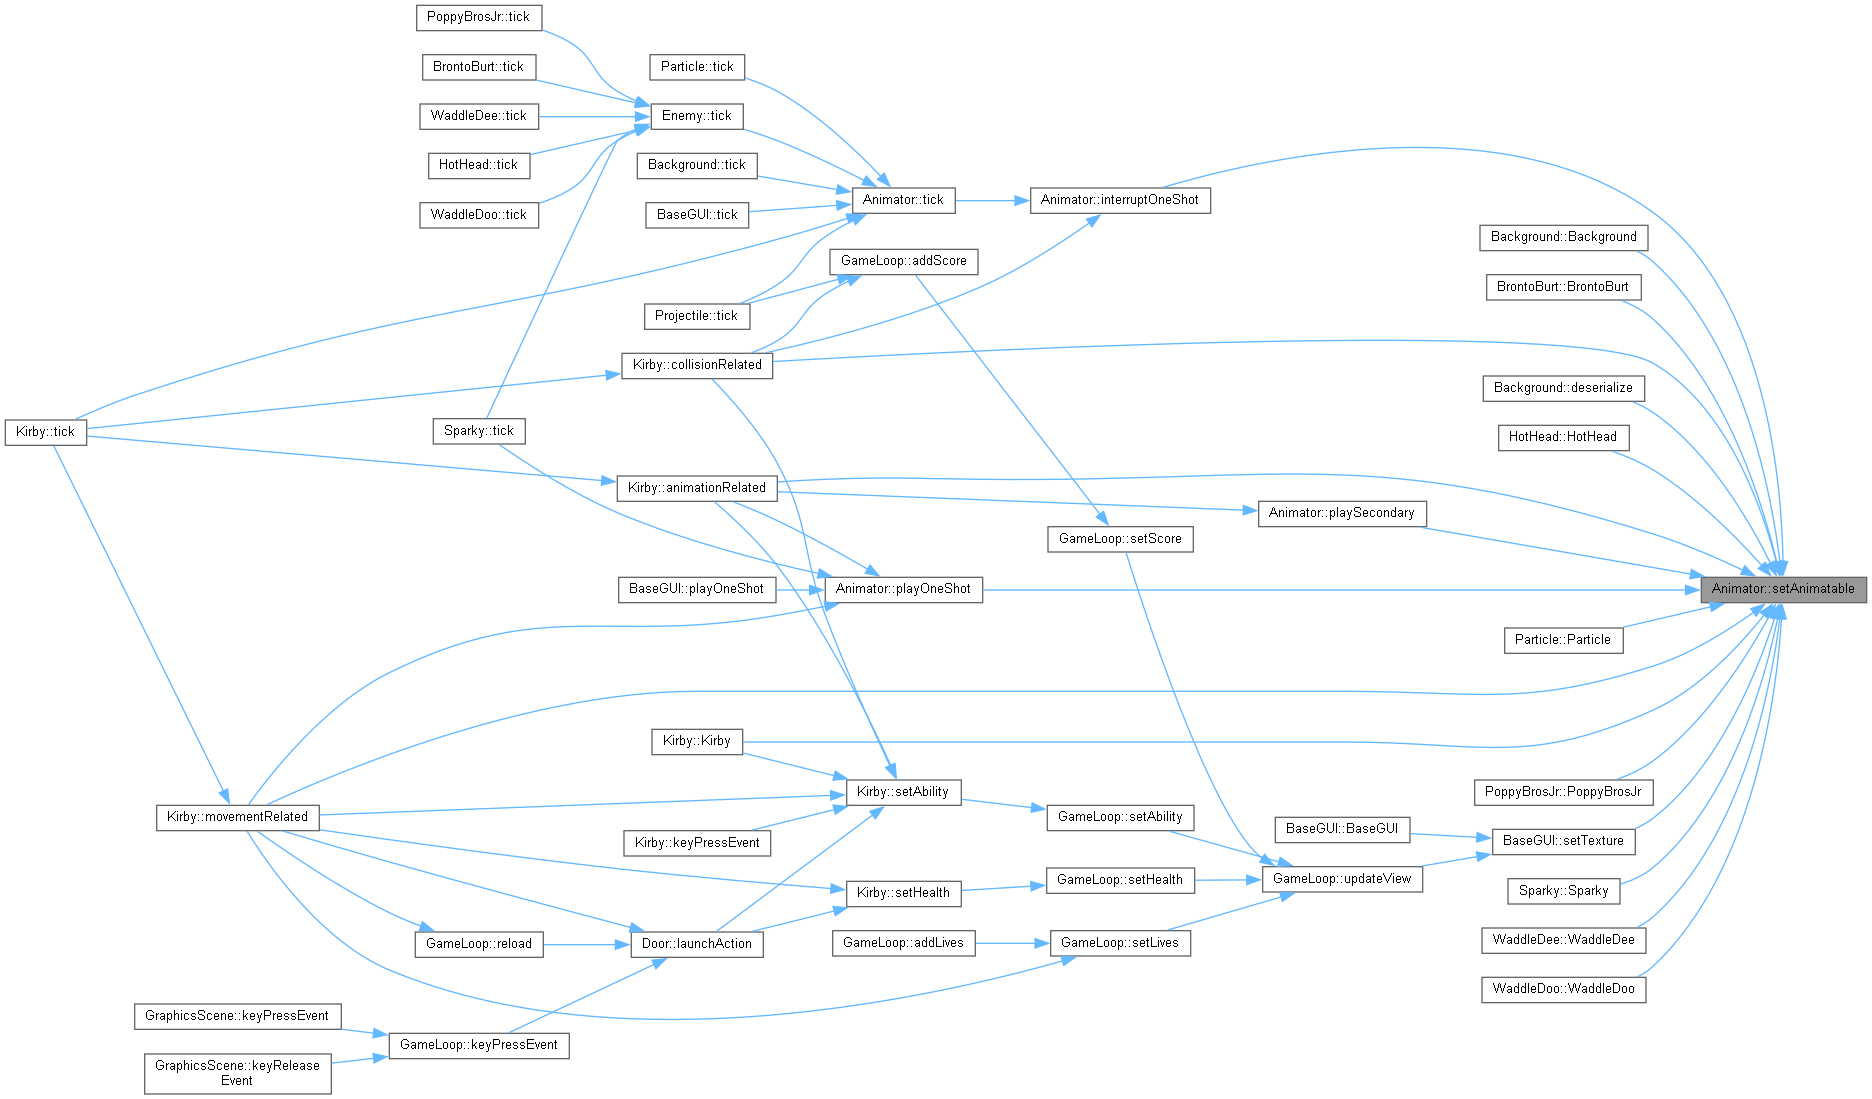 PoppyBrosJr::tick
BrontoBurt::tick
Particle::tick
WaddleDee::tick
Enemy::tick
HotHead::tick
Background::tick
WaddleDoo::tick
BaseGUI::tick
Animator::tick
Animator::interruptOneShot
Background::Background
GameLoop::addScore
BrontoBurt::BrontoBurt
Projectile::tick
Kirby::collisionRelated
Background::deserialize
Kirby::tick
Sparky::tick
HotHead::HotHead
Kirby::animationRelated
Animator::playSecondary
GameLoop::setScore
BaseGUI::playOneShot
Animator::playOneShot
Animator::setAnimatable
Particle::Particle
Kirby::Kirby
Kirby::setAbility
PoppyBrosJr::PoppyBrosJr
Kirby::movementRelated
GameLoop::setAbility
BaseGUI::BaseGUI
Kirby::keyPressEvent
BaseGUI::setTexture
GameLoop::setHealth
GameLoop::updateView
Kirby::setHealth
Sparky::Sparky
GameLoop::reload
Door::launchAction
GameLoop::addLives
GameLoop::setLives
WaddleDee::WaddleDee
WaddleDoo::WaddleDoo
GraphicsScene::keyPressEvent
GameLoop::keyPressEvent
GraphicsScene::keyRelease
Event